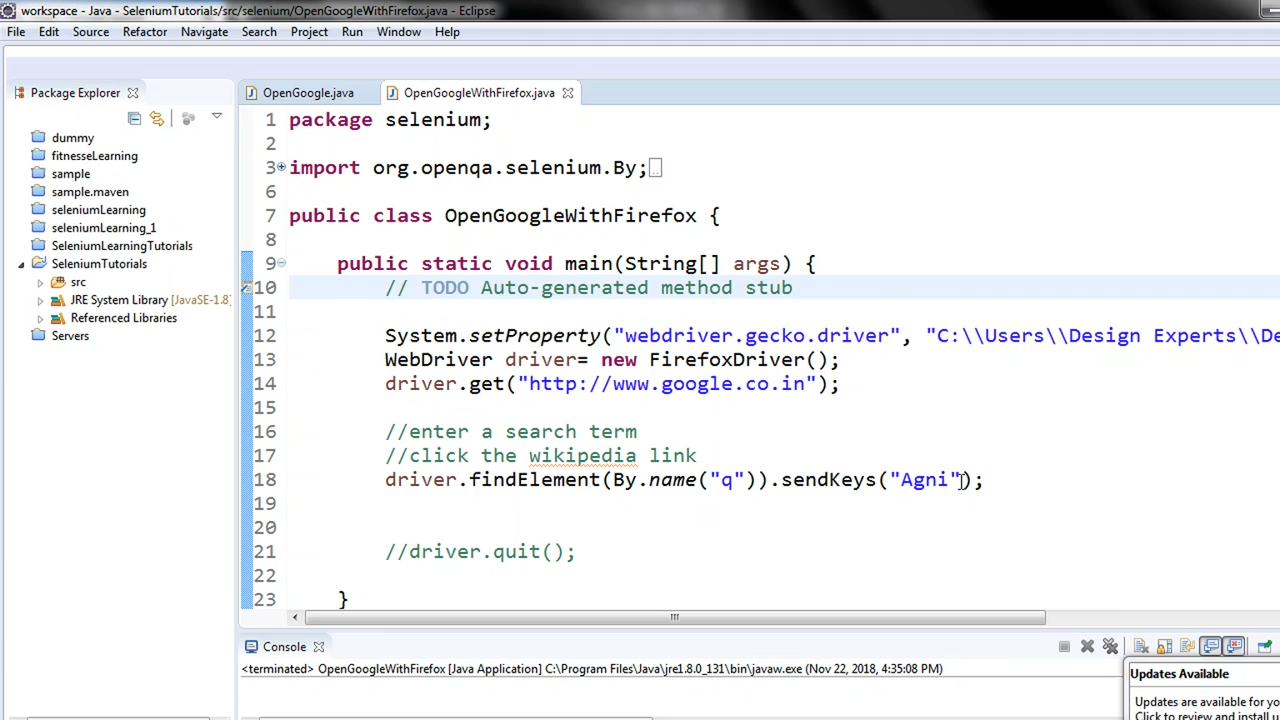 workspace - Java - SeleniumTutorials/src/selenium/OpenGoogleWithFirefox.java - Eclipse
File Edit Source Refactor Navigate Search Project Run Window Help
Package Explorer
dummy
fitnesseLearning
sample
sample.maven
seleniumLearning
seleniumLearning_1
SeleniumLearningTutorials
SeleniumTutorials
src
JRE System Library [JavaSE-1.8]
Referenced Libraries
Servers
OpenGoogle.java OpenGoogleWithFirefox.java
1 package selenium;
2
3 import org.openqa.selenium.By;
6
7 public class OpenGoogleWithFirefox {
8
9 public static void main(String[] args) {
10 // TODO Auto-generated method stub
11
12 System.setProperty("webdriver.gecko.driver", "C:\\Users\\Design Experts\\De
13 WebDriver driver= new FirefoxDriver();
14 driver.get("http://www.google.co.in");
15
16 //enter a search term
17 //click the wikipedia link
18 driver.findElement(By.name("q")).sendKeys("Agni");
19
20
21 //driver.quit();
22
23 }
Console
<terminated> OpenGoogleWithFirefox [Java Application] C:\Program Files\Java\jre1.8.0_131\bin\javaw.exe (Nov 22, 2018, 4:35:08 PM)
Updates Available
Updates are available for yo
Click to review and install u